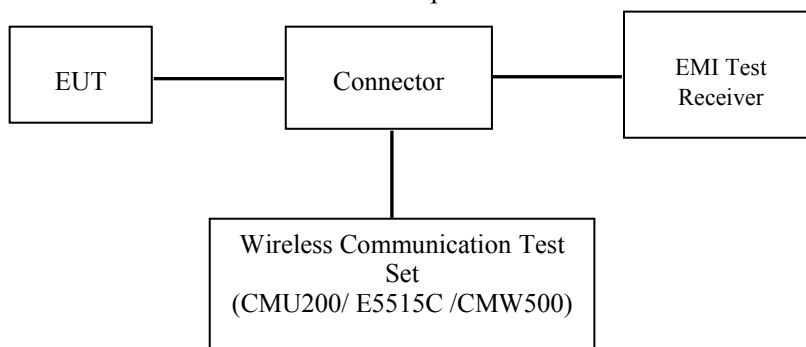 EUT
Connector
EMI Test
Receiver
Wireless Communication Test
Set
(CMU200/ E5515C /CMW500)